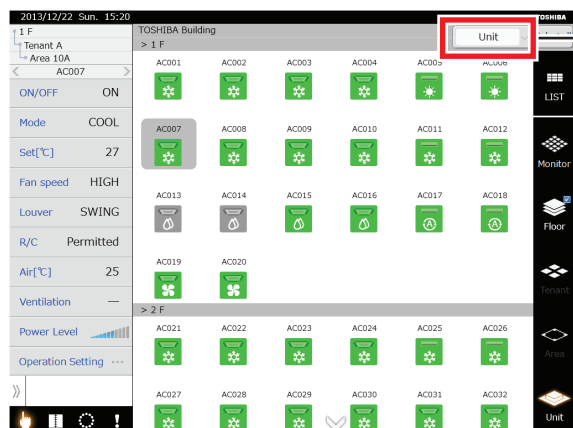 2013/12/22 Sun. 15:20
TOSHIBA
1 F
Tenant A
Area 10A
AC007
ON/OFF ON
Mode COOL
Set[℃] 27
Fan speed HIGH
Louver SWING
R/C Permitted
Air[℃] 25
Ventilation —
Power Level
Operation Setting ···
TOSHIBA Building
Unit
> 1 F
AC001 AC002 AC003 AC004 AC005 AC006
AC007 AC008 AC009 AC010 AC011 AC012
AC013 AC014 AC015 AC016 AC017 AC018
AC019 AC020
> 2 F
AC021 AC022 AC023 AC024 AC025 AC026
AC027 AC028 AC029 AC030 AC031 AC032
LIST
Monitor
Floor
Tenant
Area
Unit